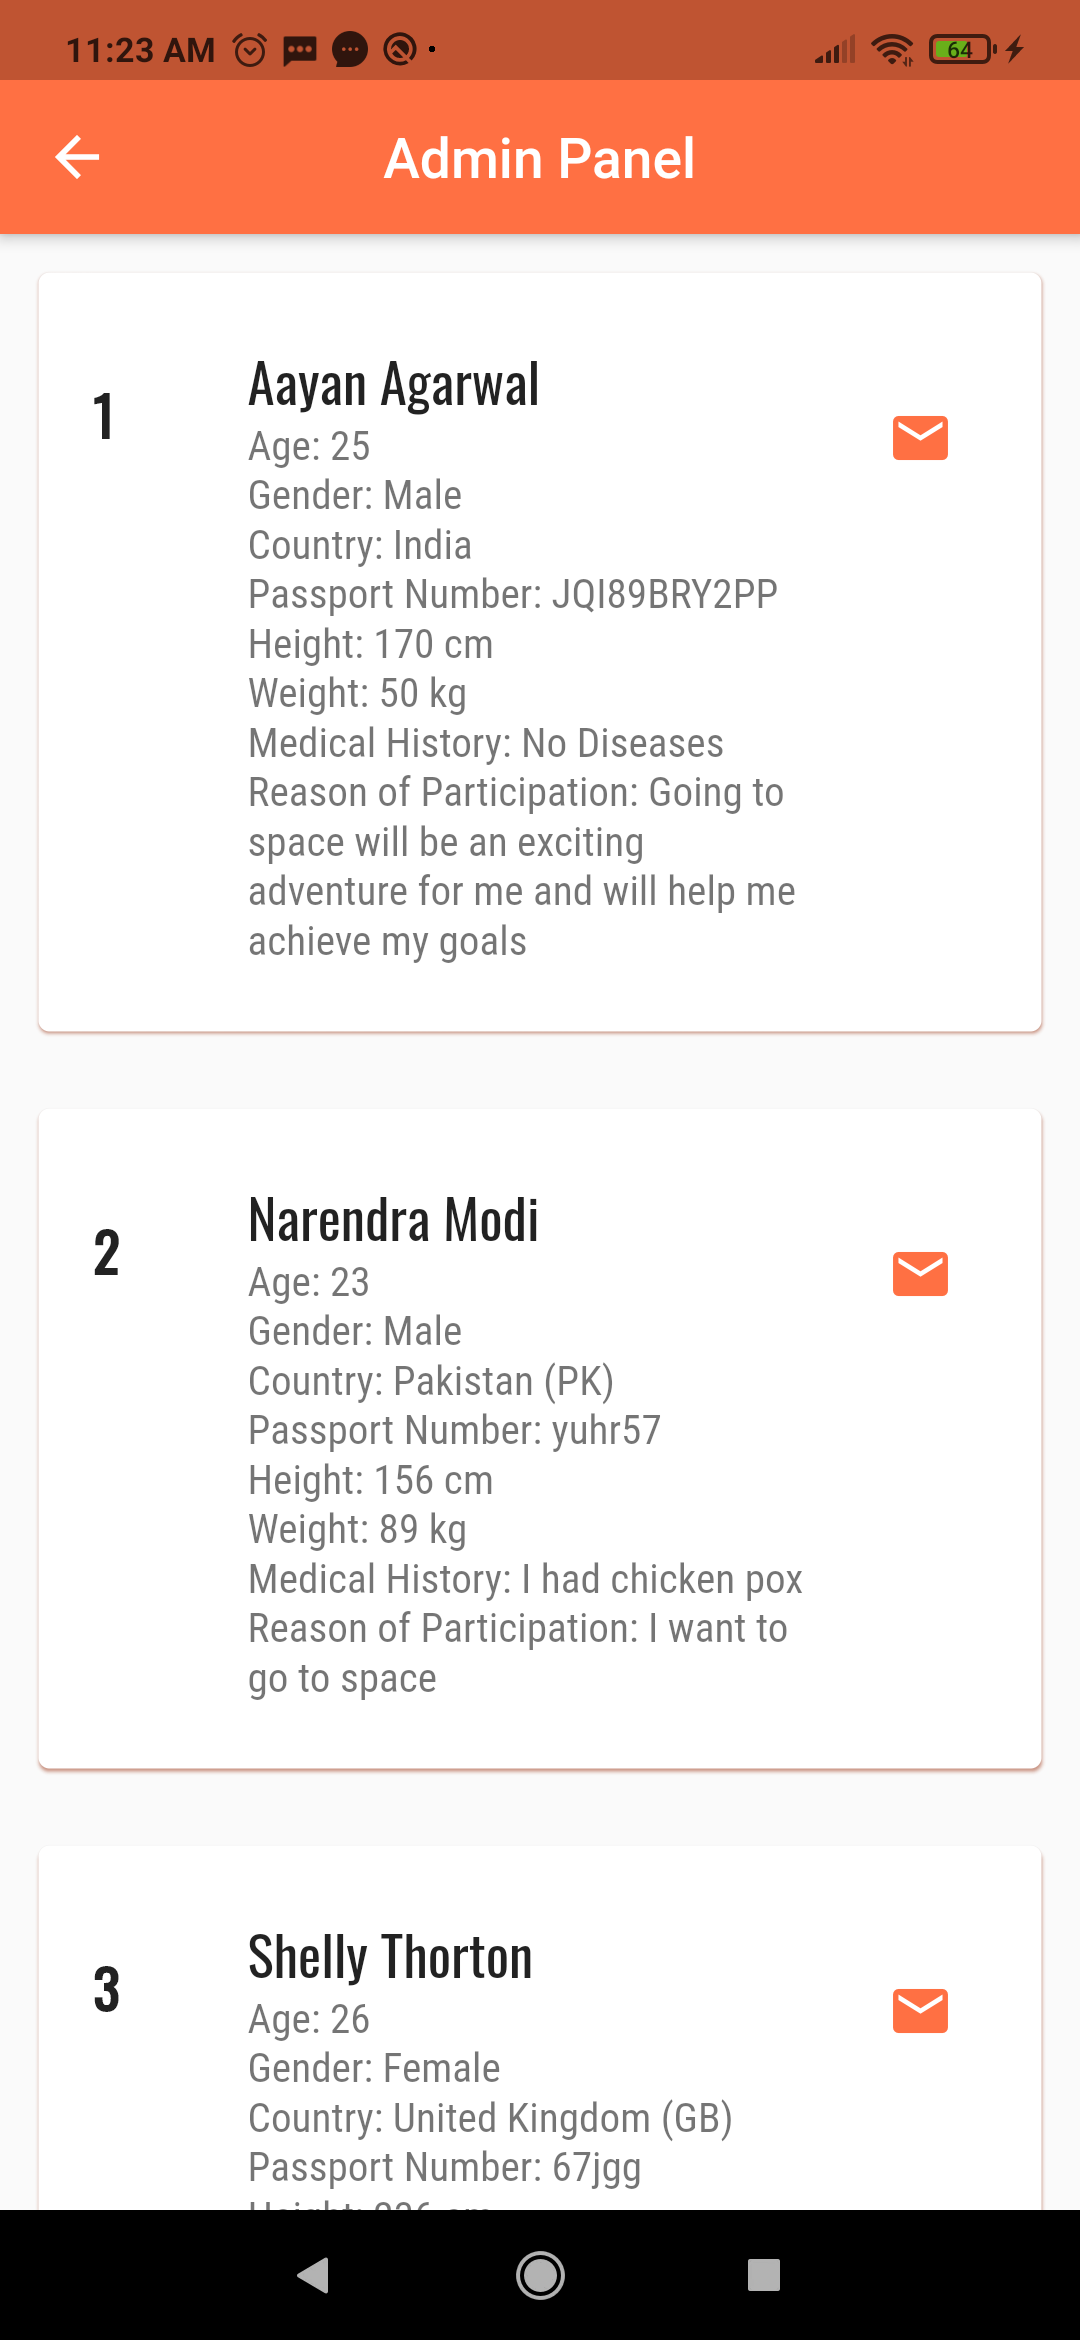 11:23 AM
64
Admin Panel
1
Aayan Agarwal
Age: 25
Gender: Male
Country: India
Passport Number: JQI89BRY2PP
Height: 170 cm
Weight: 50 kg
Medical History: No Diseases
Reason of Participation: Going to
space will be an exciting
adventure for me and will help me
achieve my goals
2
Narendra Modi
Age: 23
Gender: Male
Country: Pakistan (PK)
Passport Number: yuhr57
Height: 156 cm
Weight: 89 kg
Medical History: I had chicken pox
Reason of Participation: I want to
go to space
3
Shelly Thorton
Age: 26
Gender: Female
Country: United Kingdom (GB)
Passport Number: 67jgg
Height: cm